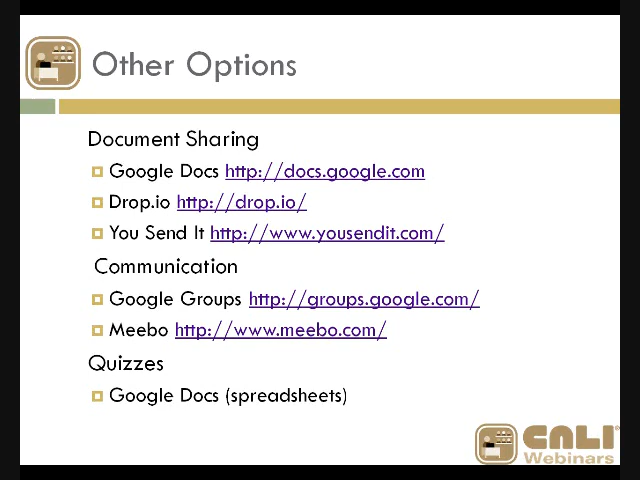 Other Options
Document Sharing
Google Docs http://docs.google.com
Drop.io http://drop.io/
You Send It http://www.yousendit.com/
Communication
Google Groups http://groups.google.com/
Meebo http://www.meebo.com/
Quizzes
Google Docs (spreadsheets)
CALI®
Webinars